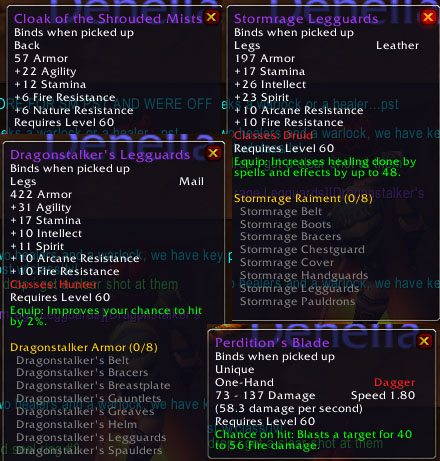 Cloak of the Shrouded Mists
Binds when picked up
Back
57 Armor
+22 Agility
+12 Stamina
+6 Fire Resistance
+6 Nature Resistance
Requires Level 60
Stormrage Legguards
Binds when picked up
Legs Leather
197 Armor
+17 Stamina
+26 Intellect
+23 Spirit
+10 Arcane Resistance
+10 Fire Resistance
Classes: Druid
Requires Level 60
Equip: Increases healing done by
spells and effects by up to 48.
Stormrage Raiment (0/8)
Stormrage Belt
Stormrage Boots
Stormrage Bracers
Stormrage Chestguard
Stormrage Cover
Stormrage Handguards
Stormrage Legguards
Stormrage Pauldrons
Dragonstalker's Legguards
Binds when picked up
Legs Mail
422 Armor
+31 Agility
+17 Stamina
+10 Intellect
+11 Spirit
+10 Arcane Resistance
+10 Fire Resistance
Classes: Hunter
Requires Level 60
Equip: Improves your chance to hit
by 2%.
Dragonstalker Armor (0/8)
Dragonstalker's Belt
Dragonstalker's Bracers
Dragonstalker's Breastplate
Dragonstalker's Gauntlets
Dragonstalker's Greaves
Dragonstalker's Helm
Dragonstalker's Legguards
Dragonstalker's Spaulders
Perdition's Blade
Binds when picked up
Unique
One-Hand Dagger
73 - 137 Damage Speed 1.80
(58.3 damage per second)
Requires Level 60
Chance on hit: Blasts a target for 40
to 56 Fire damage.